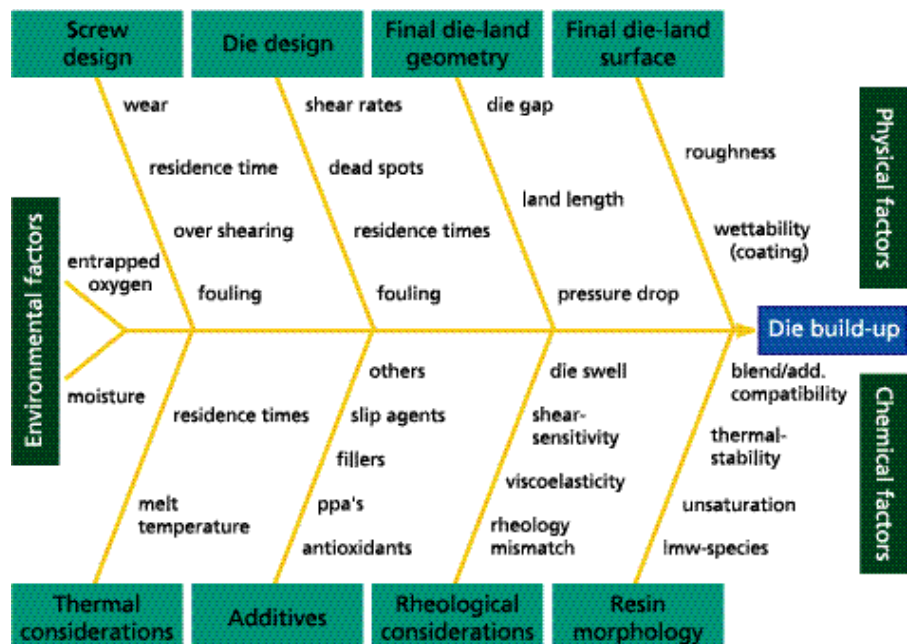 Screw
design
Die design
Final die-land
geometry
Final die-land
surface
wear
shear rates
die gap
roughness
residence time
dead spots
land length
wettability
(coating)
over shearing
residence times
entrapped
oxygen
fouling
fouling
pressure drop
Physical factors
Environmental factors
Die build-up
moisture
others
die swell
blend/add.
compatibility
residence times
slip agents
shear-
sensitivity
thermal-
stability
fillers
viscoelasticity
unsaturation
melt
temperature
ppa's
rheology
mismatch
lmw-species
antioxidants
Chemical factors
Thermal
considerations
Additives
Rheological
considerations
Resin
morphology